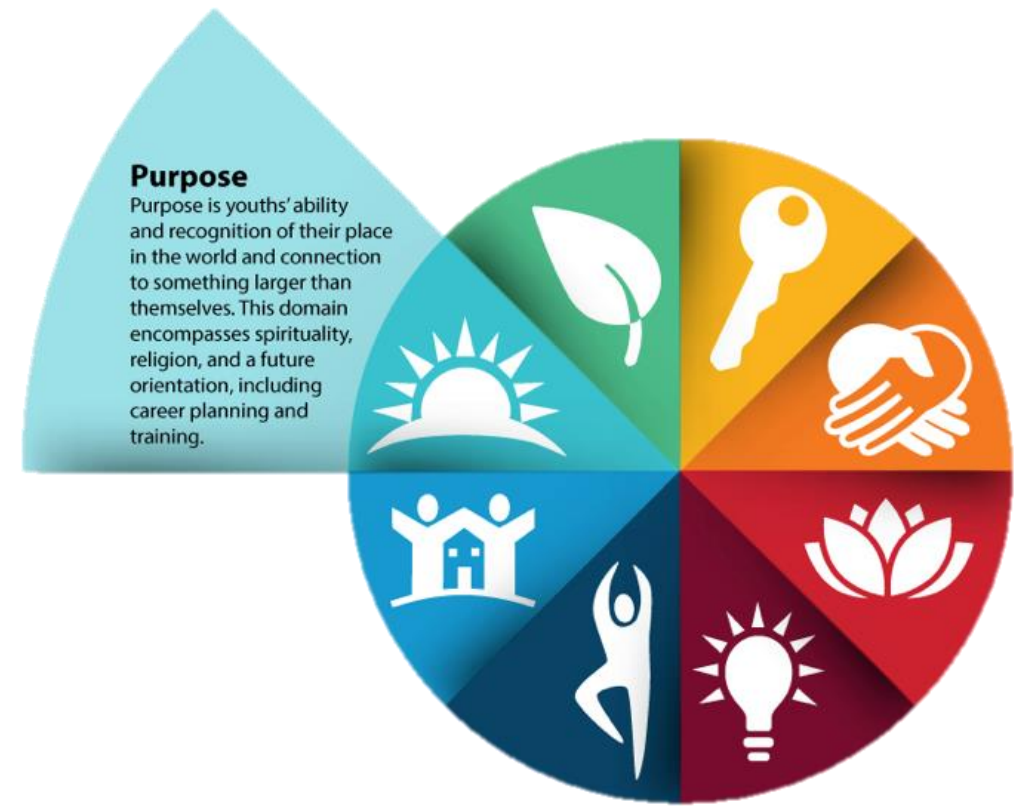 Purpose
Purpose is youths' ability
and recognition of their place
in the world and connection
to something larger than
themselves. This domain
encompasses spirituality,
religion, and a future
orientation, including
career planning and
training.